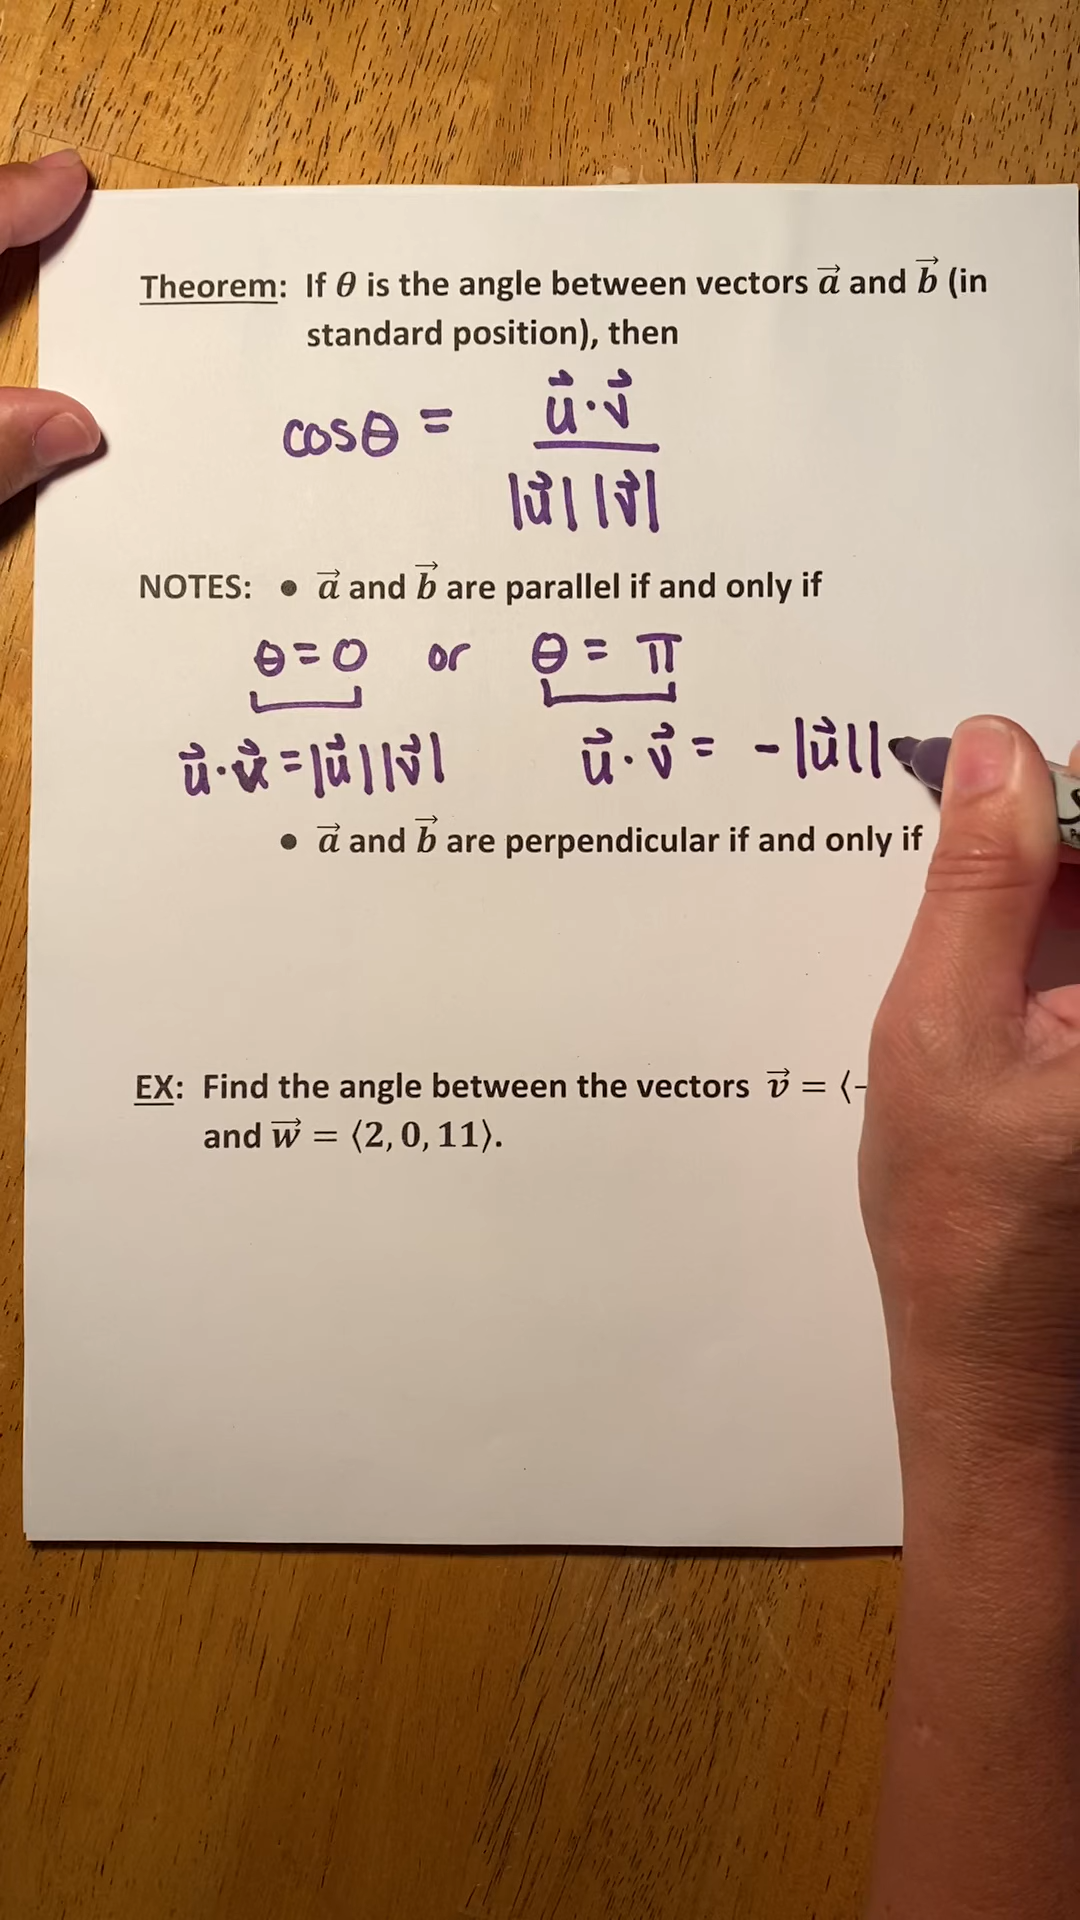 Theorem: If θ is the angle between vectors a⃗ and b⃗ (in
standard position), then
cosθ = u⃗·v⃗ / |u⃗| |v⃗|
NOTES: • a⃗ and b⃗ are parallel if and only if
θ=0 or θ = π
u⃗· =|u⃗||v⃗| u⃗·v⃗ = -|u⃗||
• a⃗ and b⃗ are perpendicular if and only if
EX: Find the angle between the vectors v⃗ = ⟨-
and w⃗ = ⟨2, 0, 11⟩.